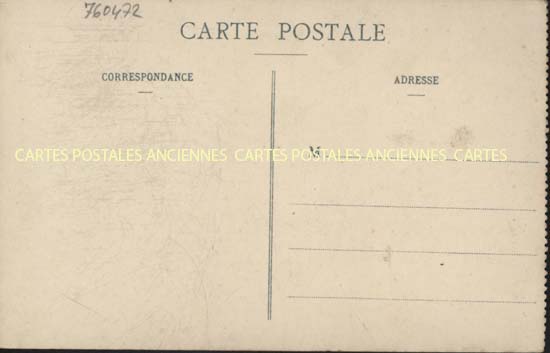 760472
CARTE POSTALE
CORRESPONDANCE
ADRESSE
CARTES POSTALES ANCIENNES CARTES POSTALES ANCIENNES CARTES
M